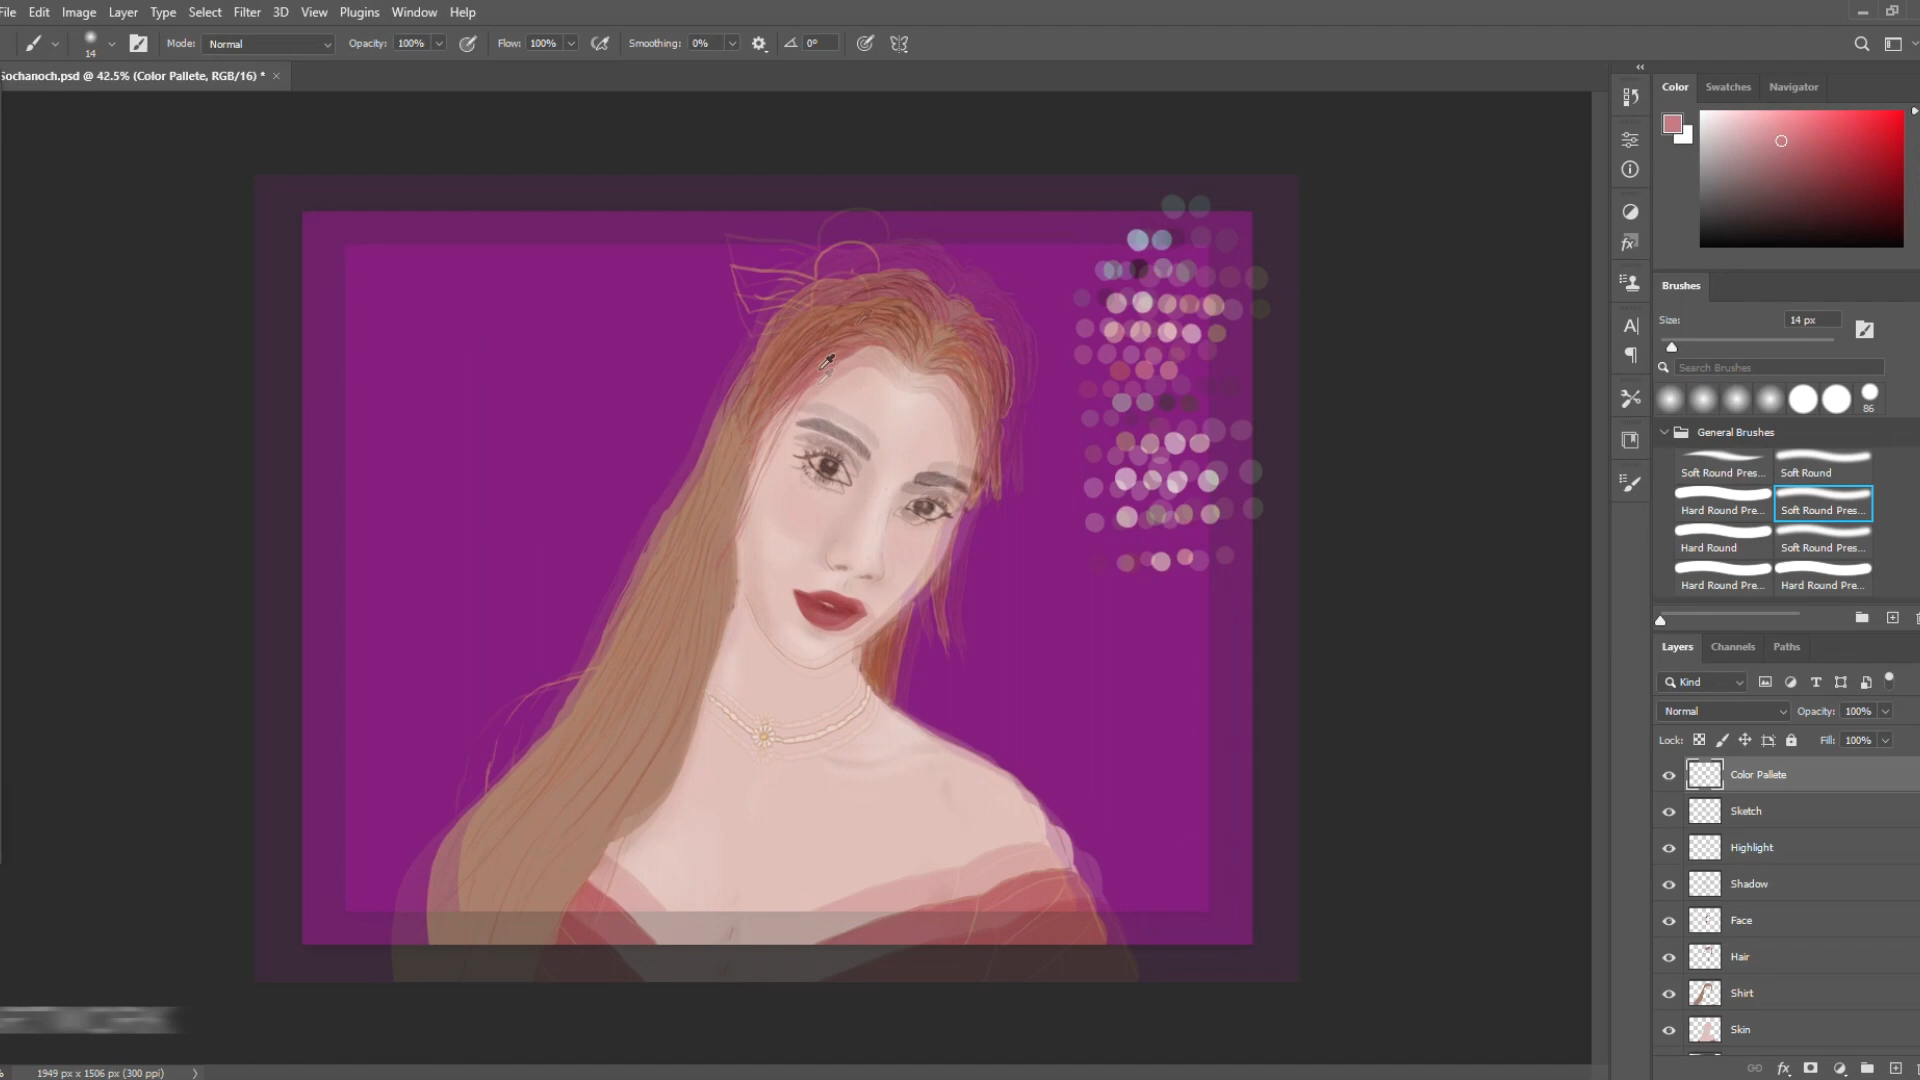 File Edit Image Layer Type Select Filter 3D View Plugins Window Help
14 Mode: Normal Opacity: 100% Flow: 100% Smoothing: 0% 0°
Sochanoch.psd @ 42.5% (Color Pallete, RGB/16) *
Color Swatches Navigator
Brushes
Size: 14 px
Search Brushes
86
General Brushes
Soft Round Pres... Soft Round
Hard Round Pre... Soft Round Pres...
Hard Round Soft Round Pres...
Hard Round Pre... Hard Round Pre...
Layers Channels Paths
Kind
Normal Opacity: 100%
Lock: Fill: 100%
Color Pallete
Sketch
Highlight
Shadow
Face
Hair
Shirt
Skin
% 1949 px x 1506 px (300 ppi)